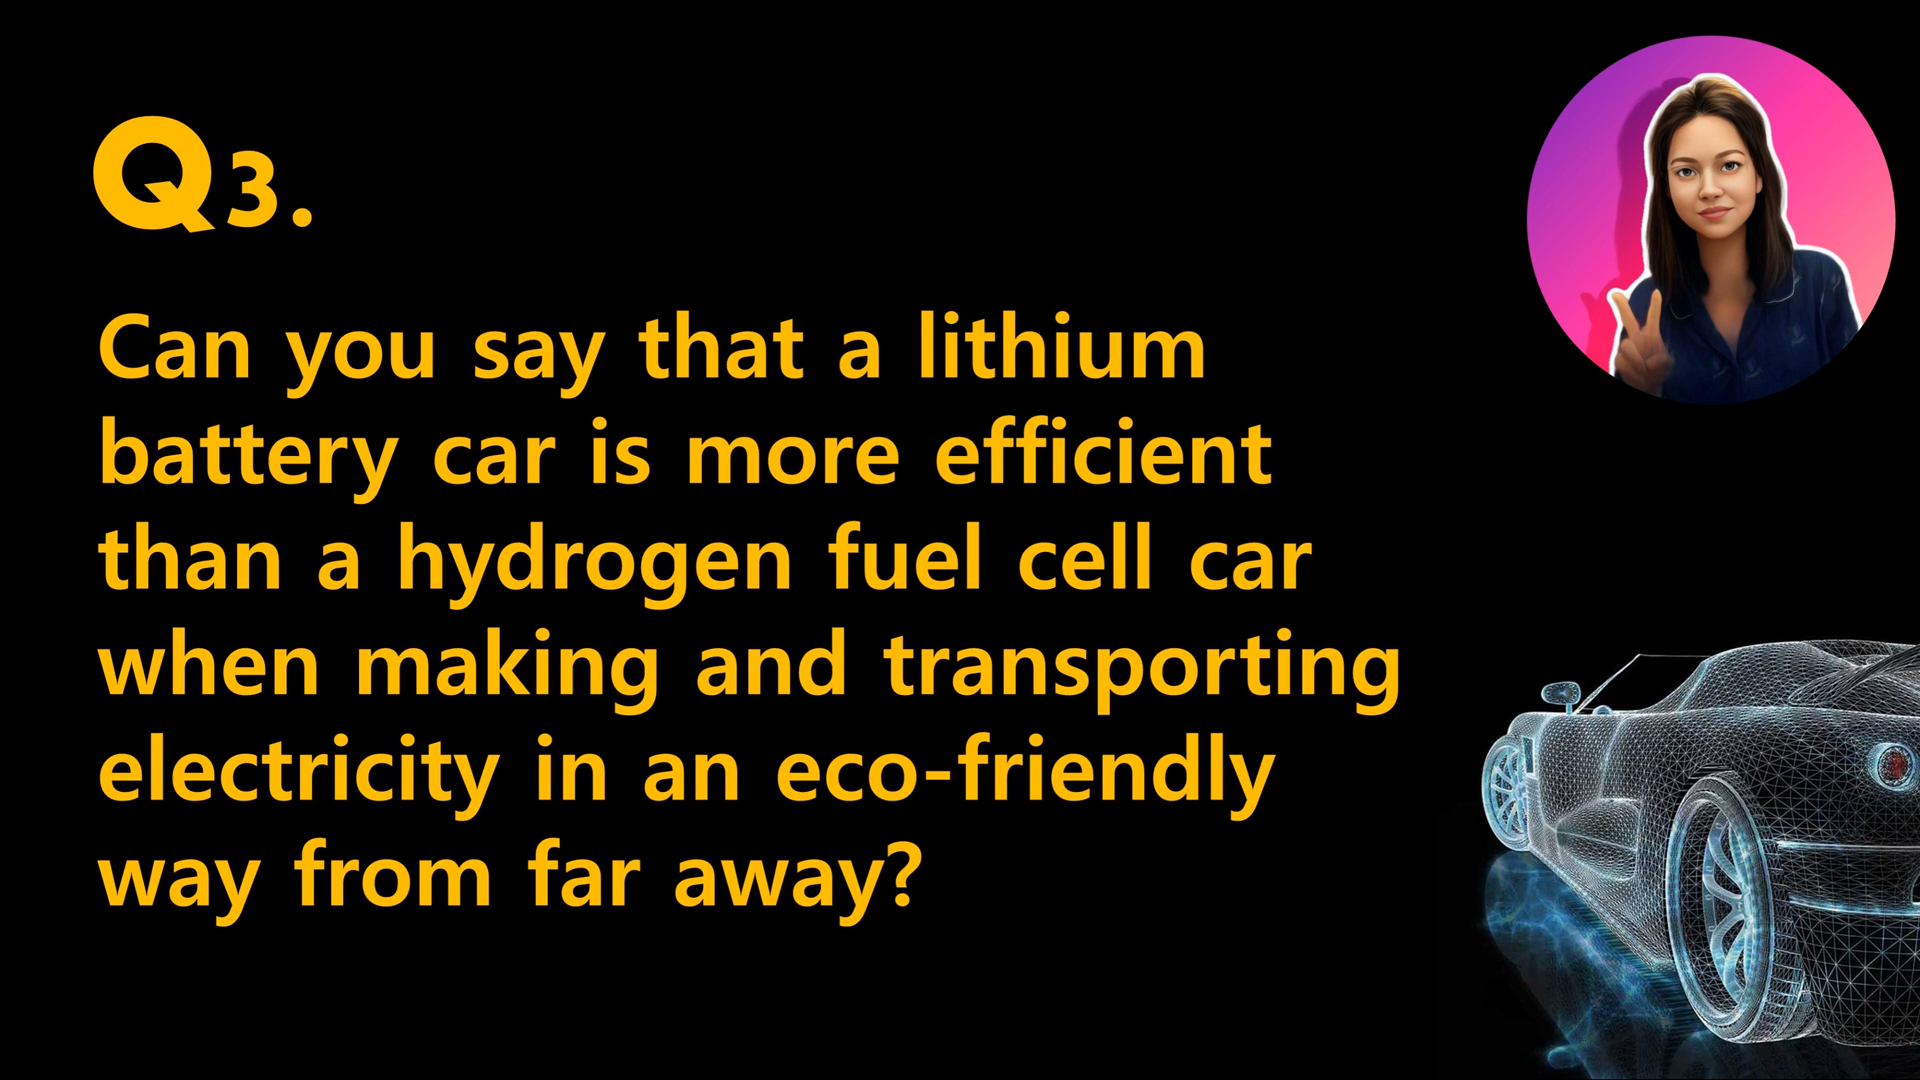 Q3.
Can you say that a lithium
battery car is more efficient
than a hydrogen fuel cell car
when making and transporting
electricity in an eco-friendly
way from far away?